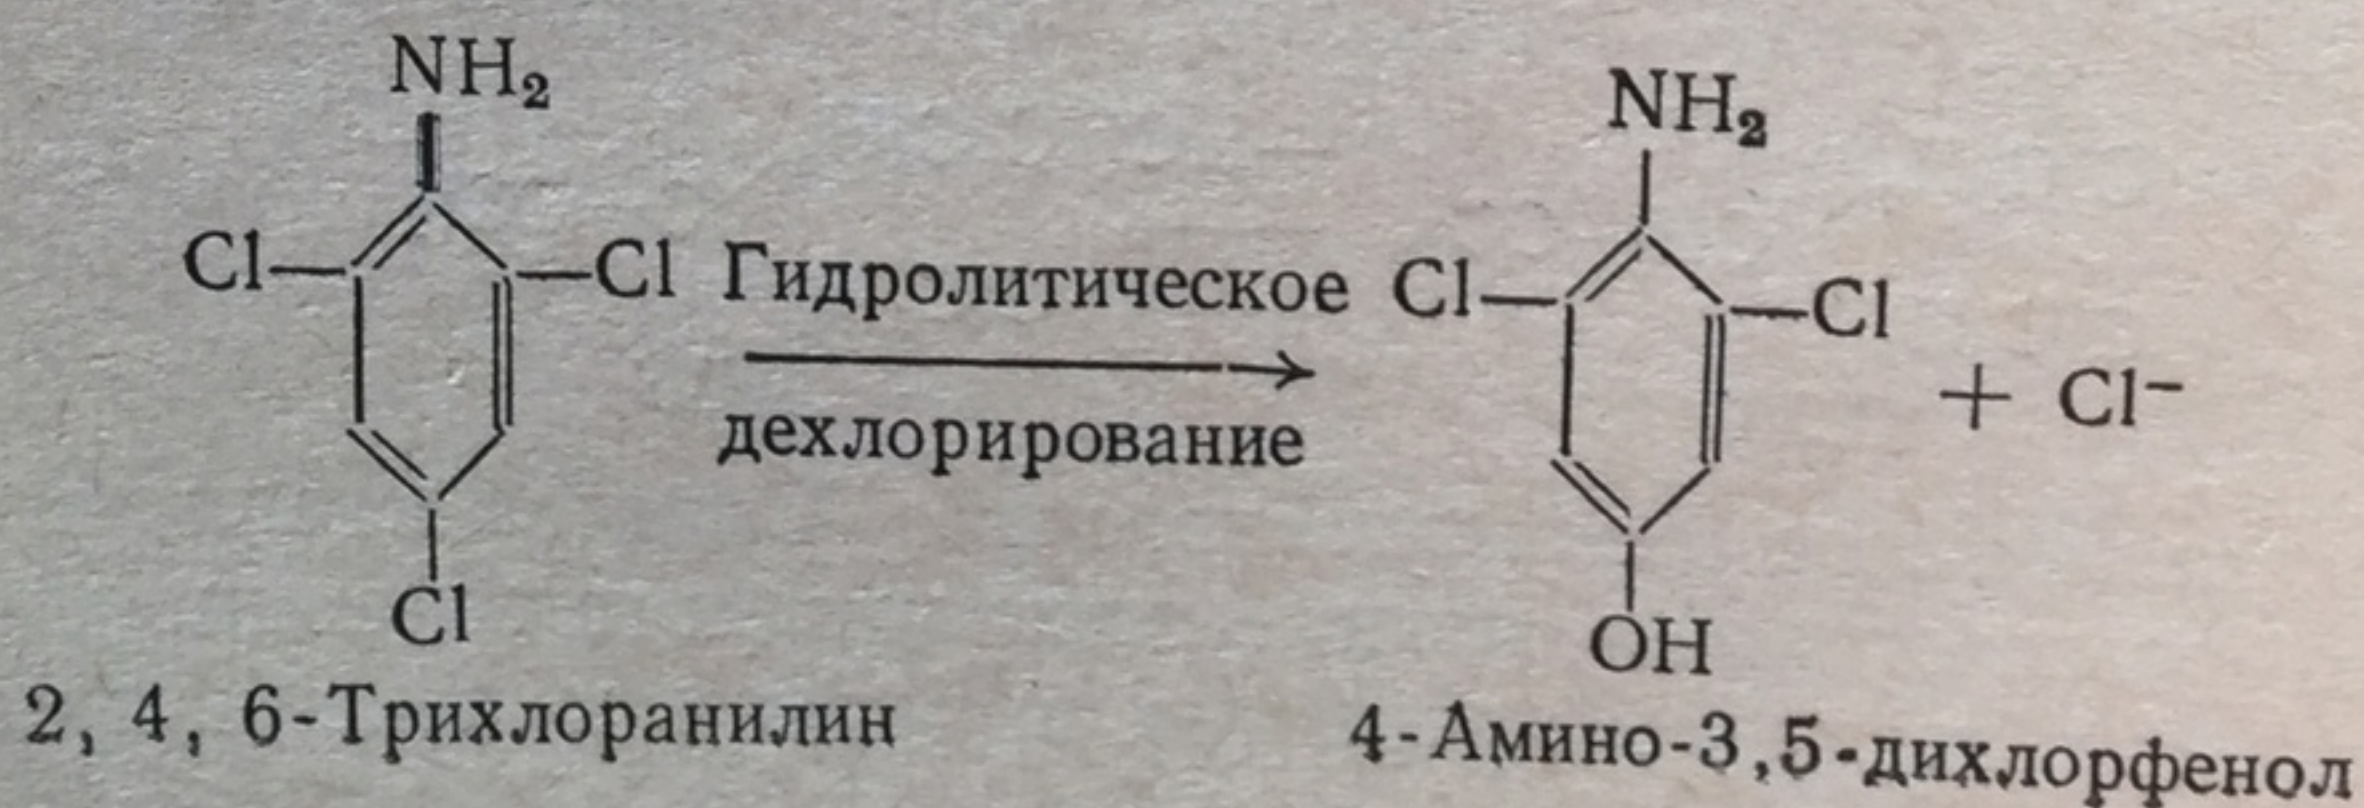 NH₂ NH₂
Cl Cl Гидролитическое Cl Cl
дехлорирование + Cl⁻
Cl OH
2, 4, 6-Трихлоранилин 4-Амино-3,5-дихлорфенол